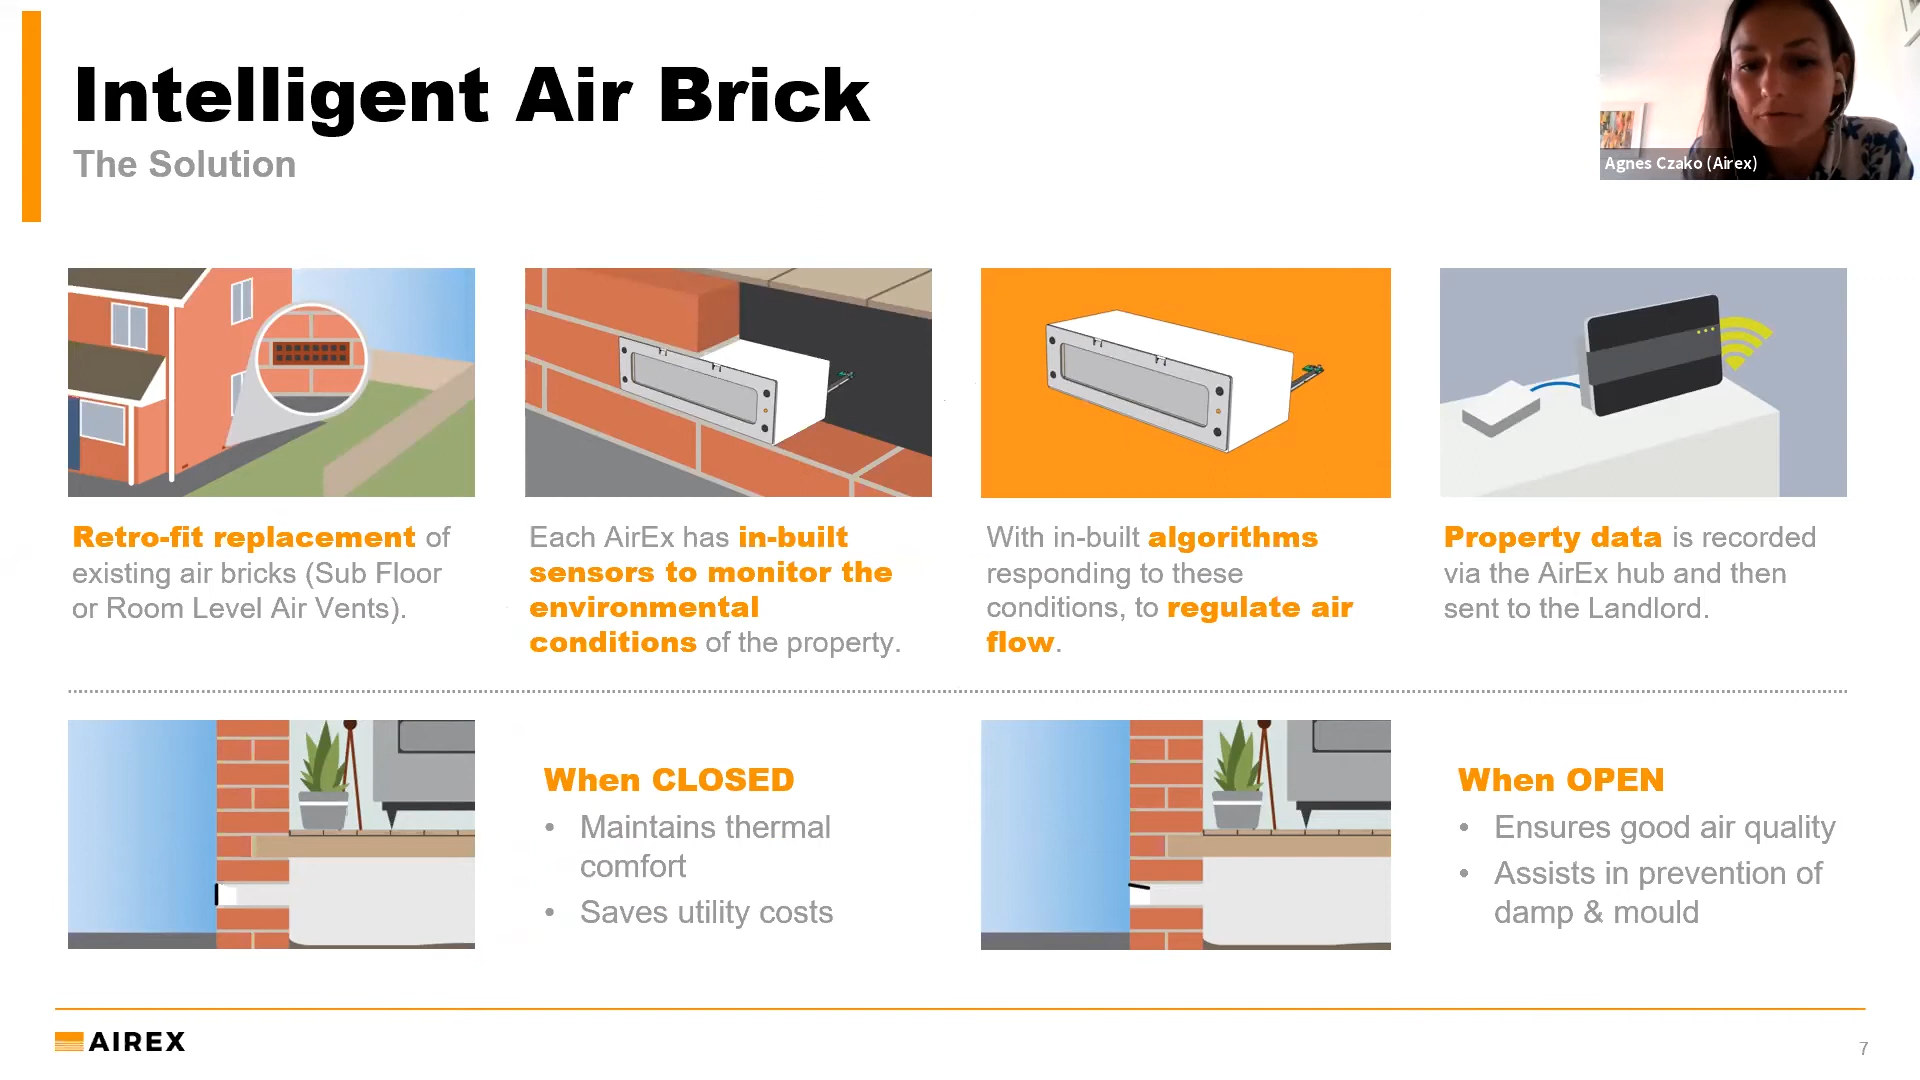 Intelligent Air Brick
The Solution
Agnes Czako (Airex)
Retro-fit replacement of
existing air bricks (Sub Floor
or Room Level Air Vents).
Each AirEx has in-built
sensors to monitor the
environmental
conditions of the property.
With in-built algorithms
responding to these
conditions, to regulate air
flow.
Property data is recorded
via the AirEx hub and then
sent to the Landlord.
When CLOSED
• Maintains thermal
comfort
• Saves utility costs
When OPEN
• Ensures good air quality
• Assists in prevention of
damp & mould
AIREX
7